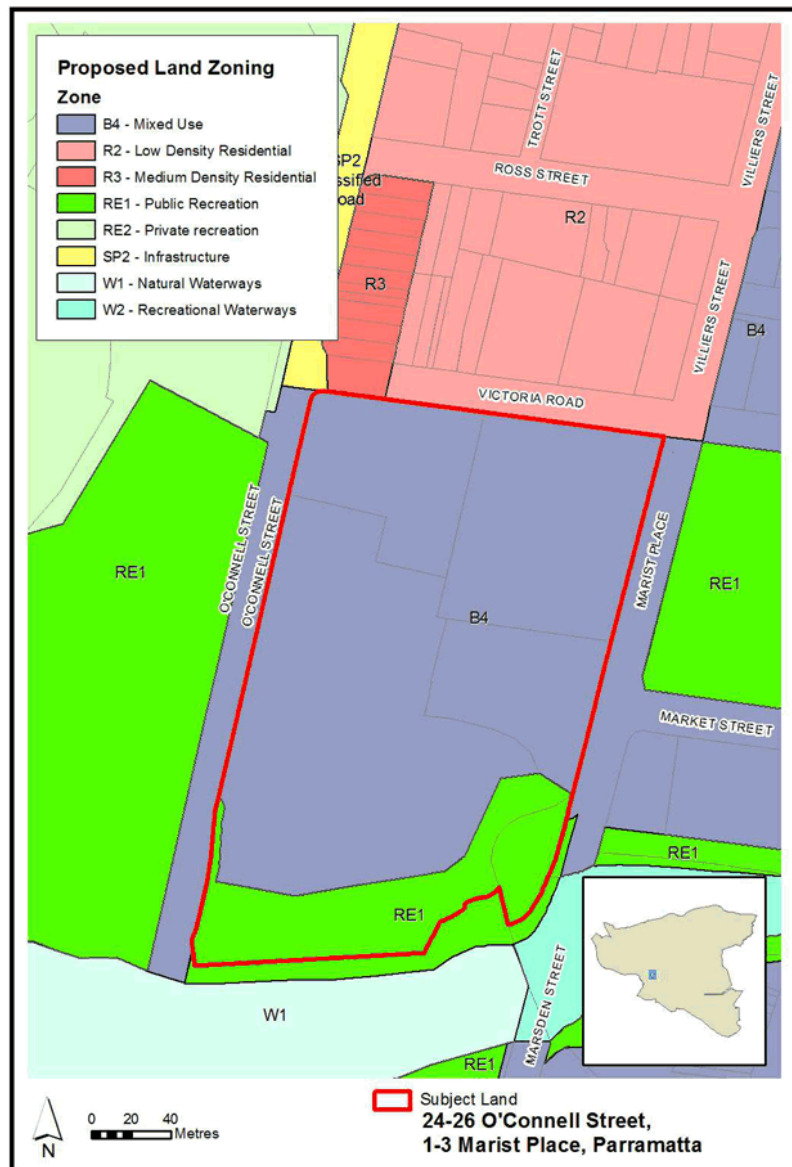 Proposed Land Zoning
Zone
B4 - Mixed Use
R2 - Low Density Residential
R3 - Medium Density Residential
RE1 - Public Recreation
RE2 - Private recreation
SP2 - Infrastructure
W1 - Natural Waterways
W2 - Recreational Waterways
SP2
ssified
oad
TROTT STREET
VILLIERS STREET
ROSS STREET
R2
R3
VILLIERS STREET
B4
VICTORIA ROAD
O'CONNELL STREET
O'CONNELL STREET
RE1
MARIST PLACE
RE1
B4
MARKET STREET
RE1
RE1
W1
MARSDEN STREET
RE1
N
0 20 40
Metres
Subject Land
24-26 O'Connell Street,
1-3 Marist Place, Parramatta